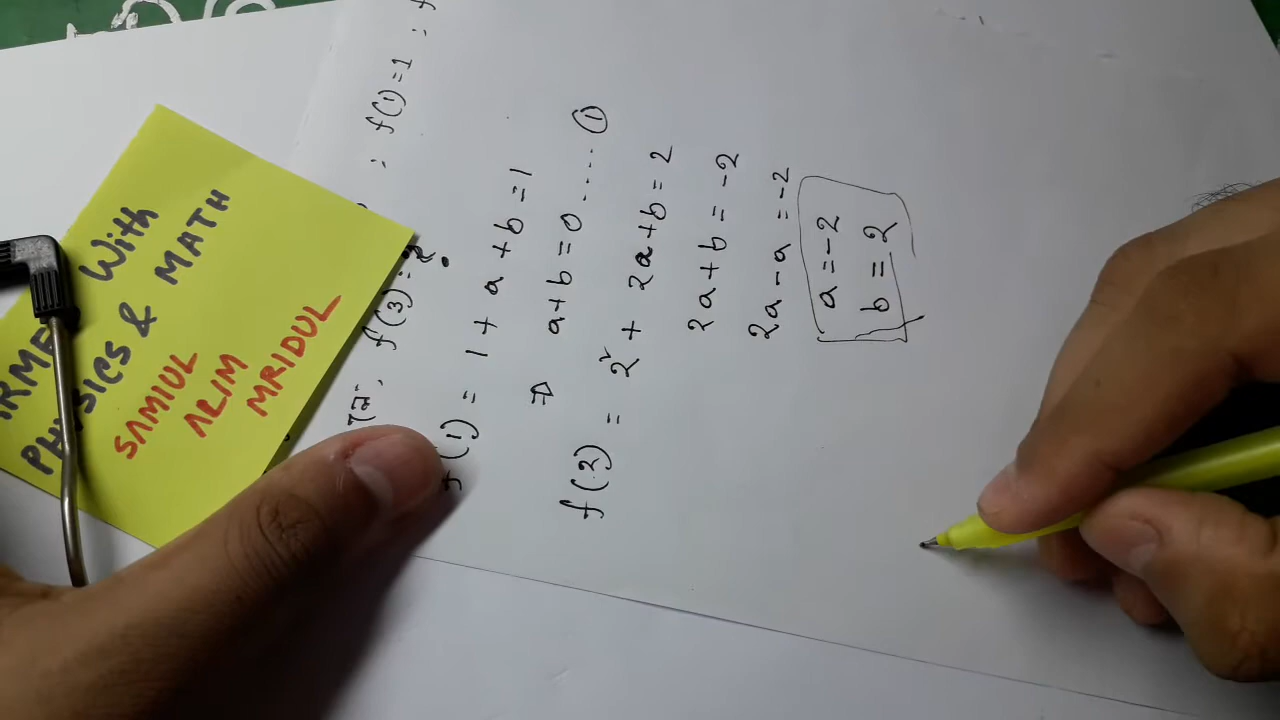 With
PHYSICS & MATH
SAMIUL
ALIM
MRIDUL
: f(1) = 1 :
f(3) =
f(1) = 1 + a + b = 1
⇒ a + b = 0 ..... ①
f(2) = 2² + 2a + b = 2
2a + b = -2
2a - a = -2
a = -2
b = 2